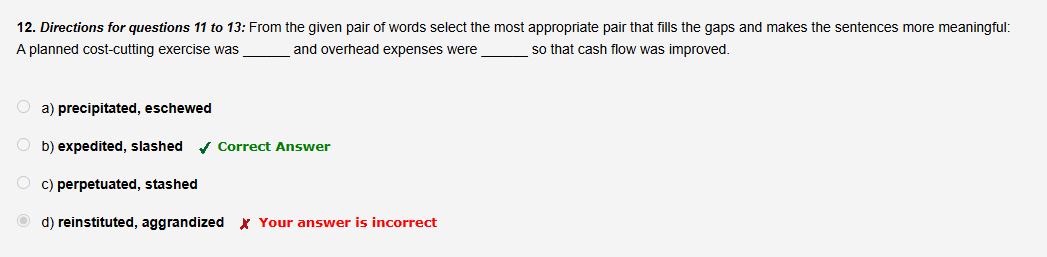 12. Directions for questions 11 to 13: From the given pair of words select the most appropriate pair that fills the gaps and makes the sentences more meaningful:
A planned cost-cutting exercise was _______ and overhead expenses were _______ so that cash flow was improved.
a) precipitated, eschewed
b) expedited, slashed ✓ Correct Answer
c) perpetuated, stashed
d) reinstituted, aggrandized ✗ Your answer is incorrect